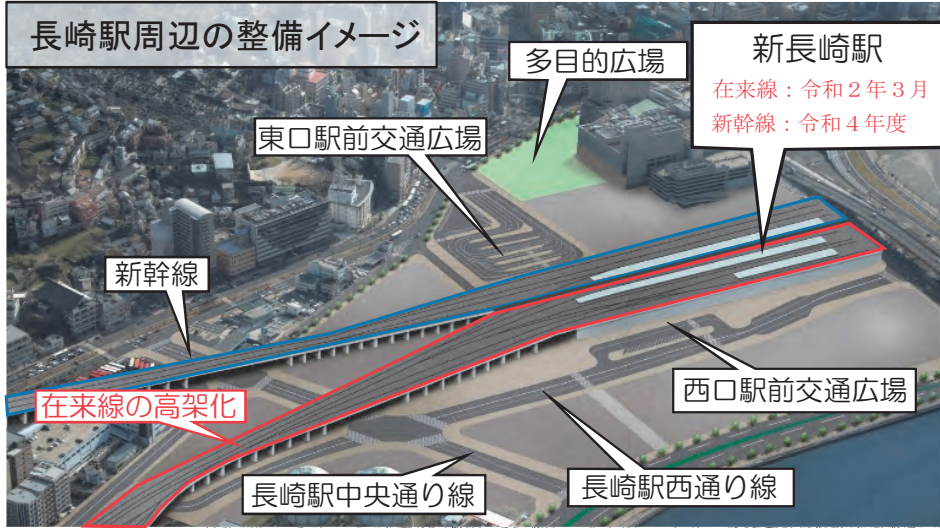 長崎駅周辺の整備イメージ
新長崎駅
在来線：令和２年３月
新幹線：令和４年度
多目的広場
東口駅前交通広場
新幹線
在来線の高架化
西口駅前交通広場
長崎駅中央通り線
長崎駅西通り線